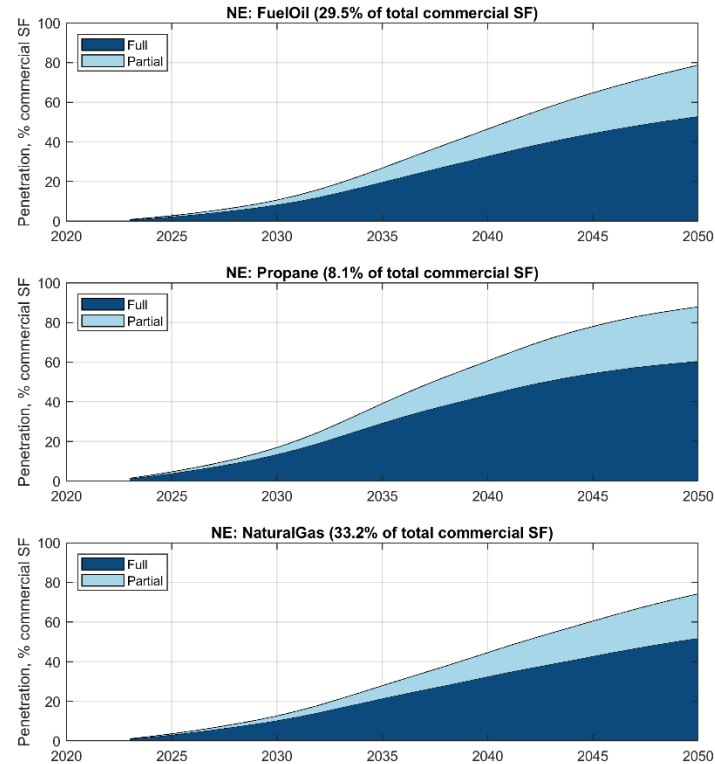 NE: FuelOil (29.5% of total commercial SF)
Penetration, % commercial SF
100
80
60
40
20
0
Full
Partial
2020 2025 2030 2035 2040 2045 2050
NE: Propane (8.1% of total commercial SF)
Penetration, % commercial SF
100
80
60
40
20
0
Full
Partial
2020 2025 2030 2035 2040 2045 2050
NE: NaturalGas (33.2% of total commercial SF)
Penetration, % commercial SF
100
80
60
40
20
0
Full
Partial
2020 2025 2030 2035 2040 2045 2050